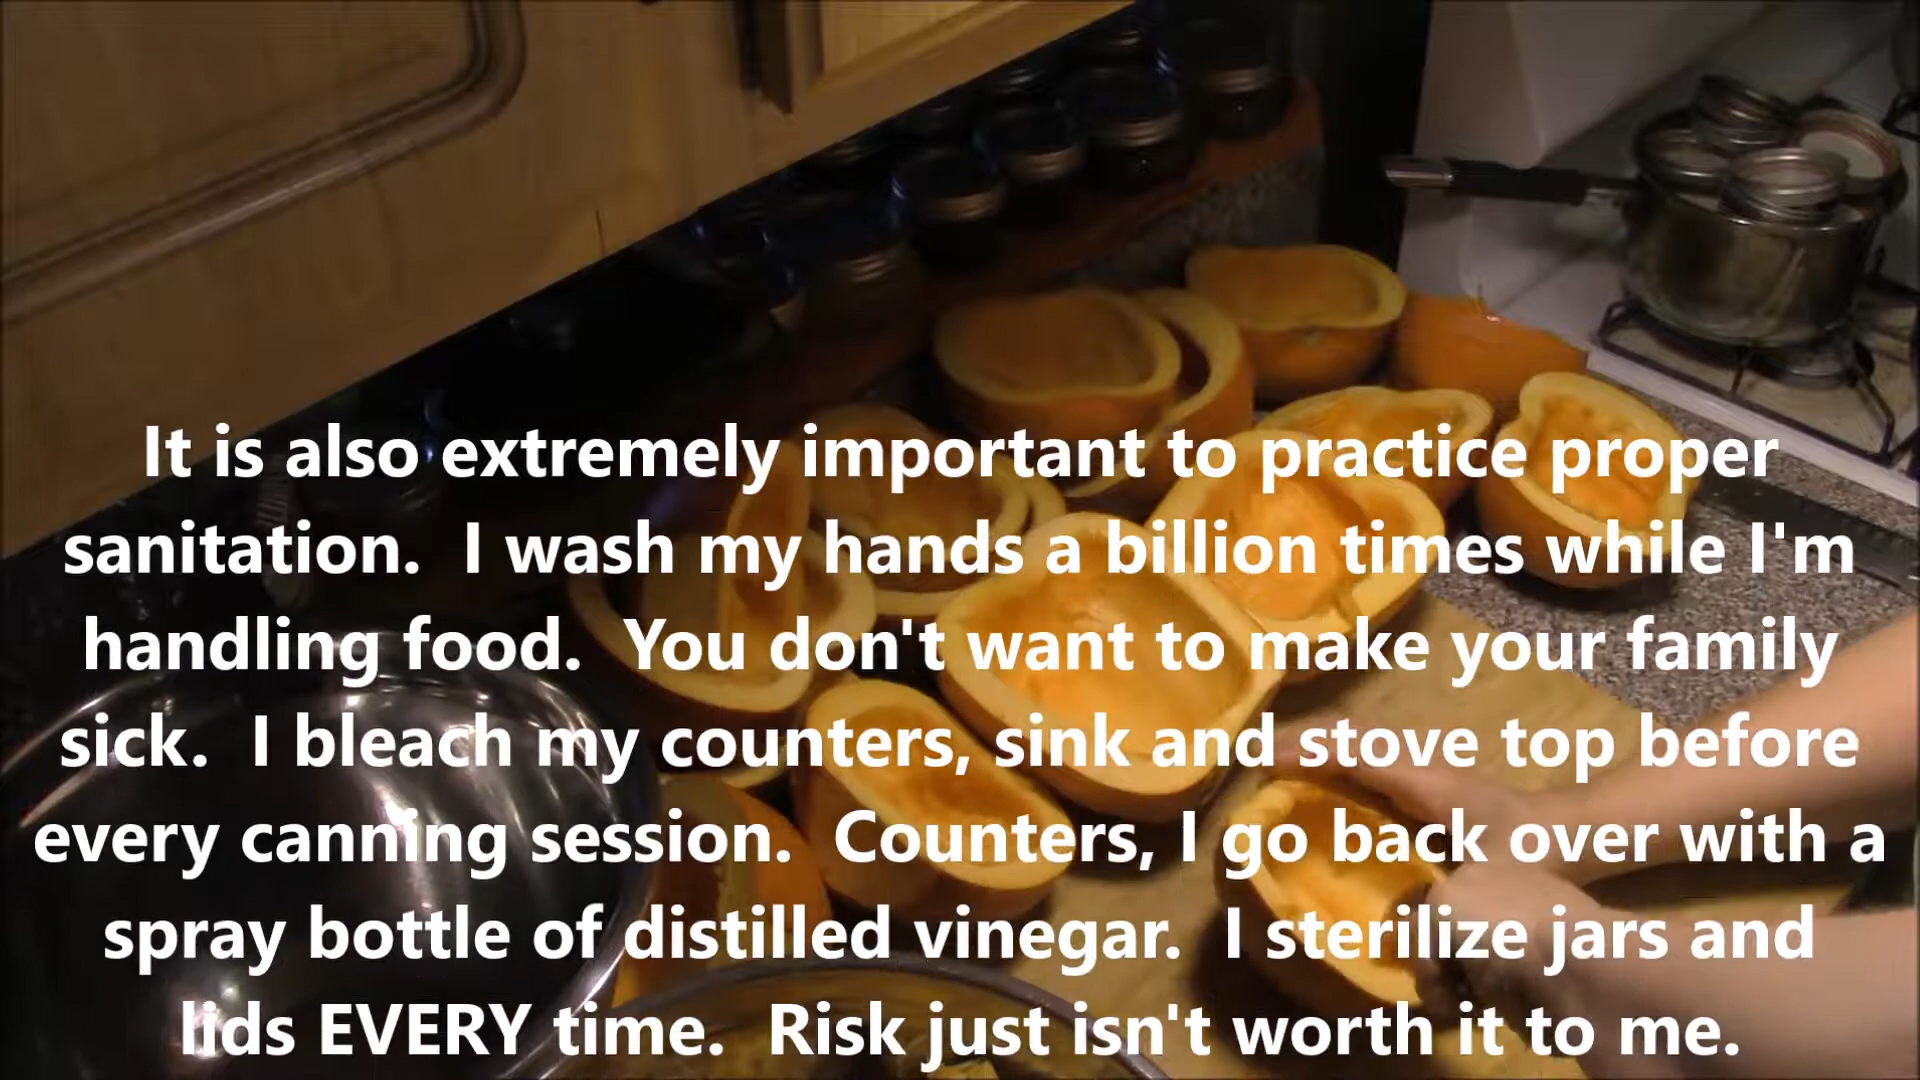 It is also extremely important to practice proper
sanitation.  I wash my hands a billion times while I'm
handling food.  You don't want to make your family
sick.  I bleach my counters, sink and stove top before
every canning session.  Counters, I go back over with a
spray bottle of distilled vinegar.  I sterilize jars and
lids EVERY time.  Risk just isn't worth it to me.